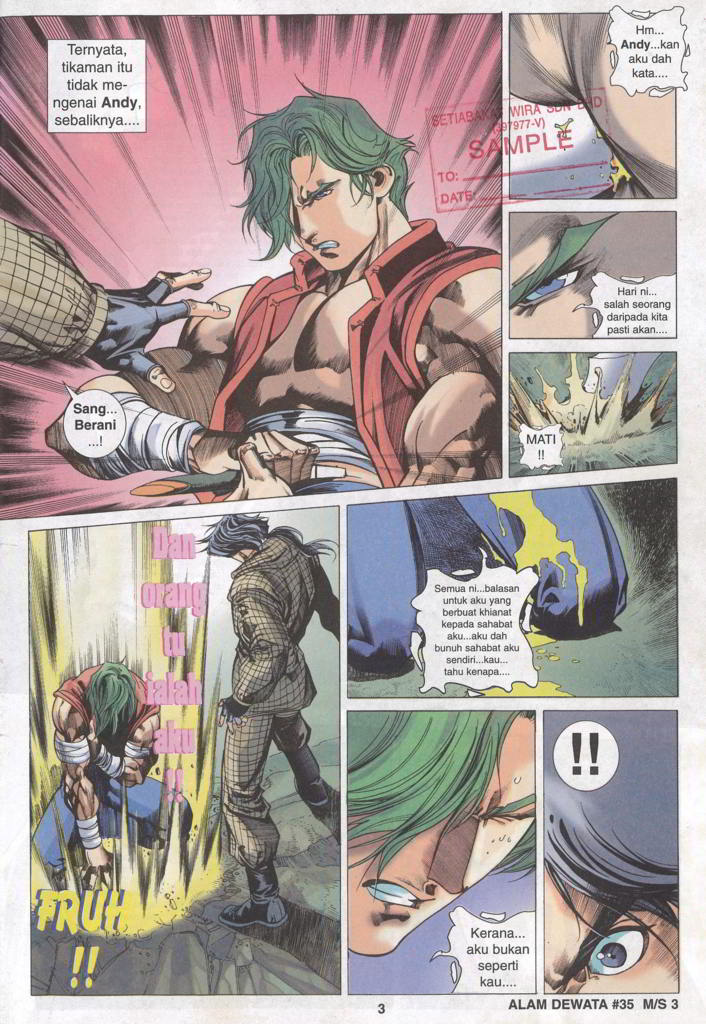 Ternyata,
tikaman itu
tidak me-
ngenai Andy,
sebaliknya....
Hm...
Andy...kan
aku dah
kata....
SETIABAKTI WIRA SDN BHD
SAMPLE
TO:
DATE:
Hari ni...
salah seorang
daripada kita
pasti akan....
Sang...
Berani
...!
MATI
!!
Dan
orang
tu
ialah
aku
!!
FRUH
!!
Semua ni...balasan
untuk aku yang
berbuat khianat
kepada sahabat
aku...aku dah
bunuh sahabat aku
sendiri...kau...
tahu kenapa....
Kerana...
aku bukan
seperti
kau....
!!
3
ALAM DEWATA #35 M/S 3